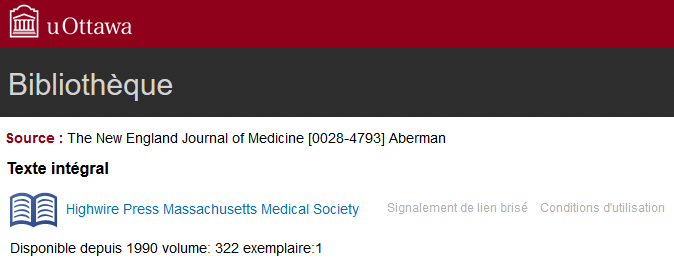 uOttawa
Bibliothèque
Source : The New England Journal of Medicine [0028-4793] Aberman
Texte intégral
Highwire Press Massachusetts Medical Society Signalement de lien brisé Conditions d'utilisation
Disponible depuis 1990 volume: 322 exemplaire:1